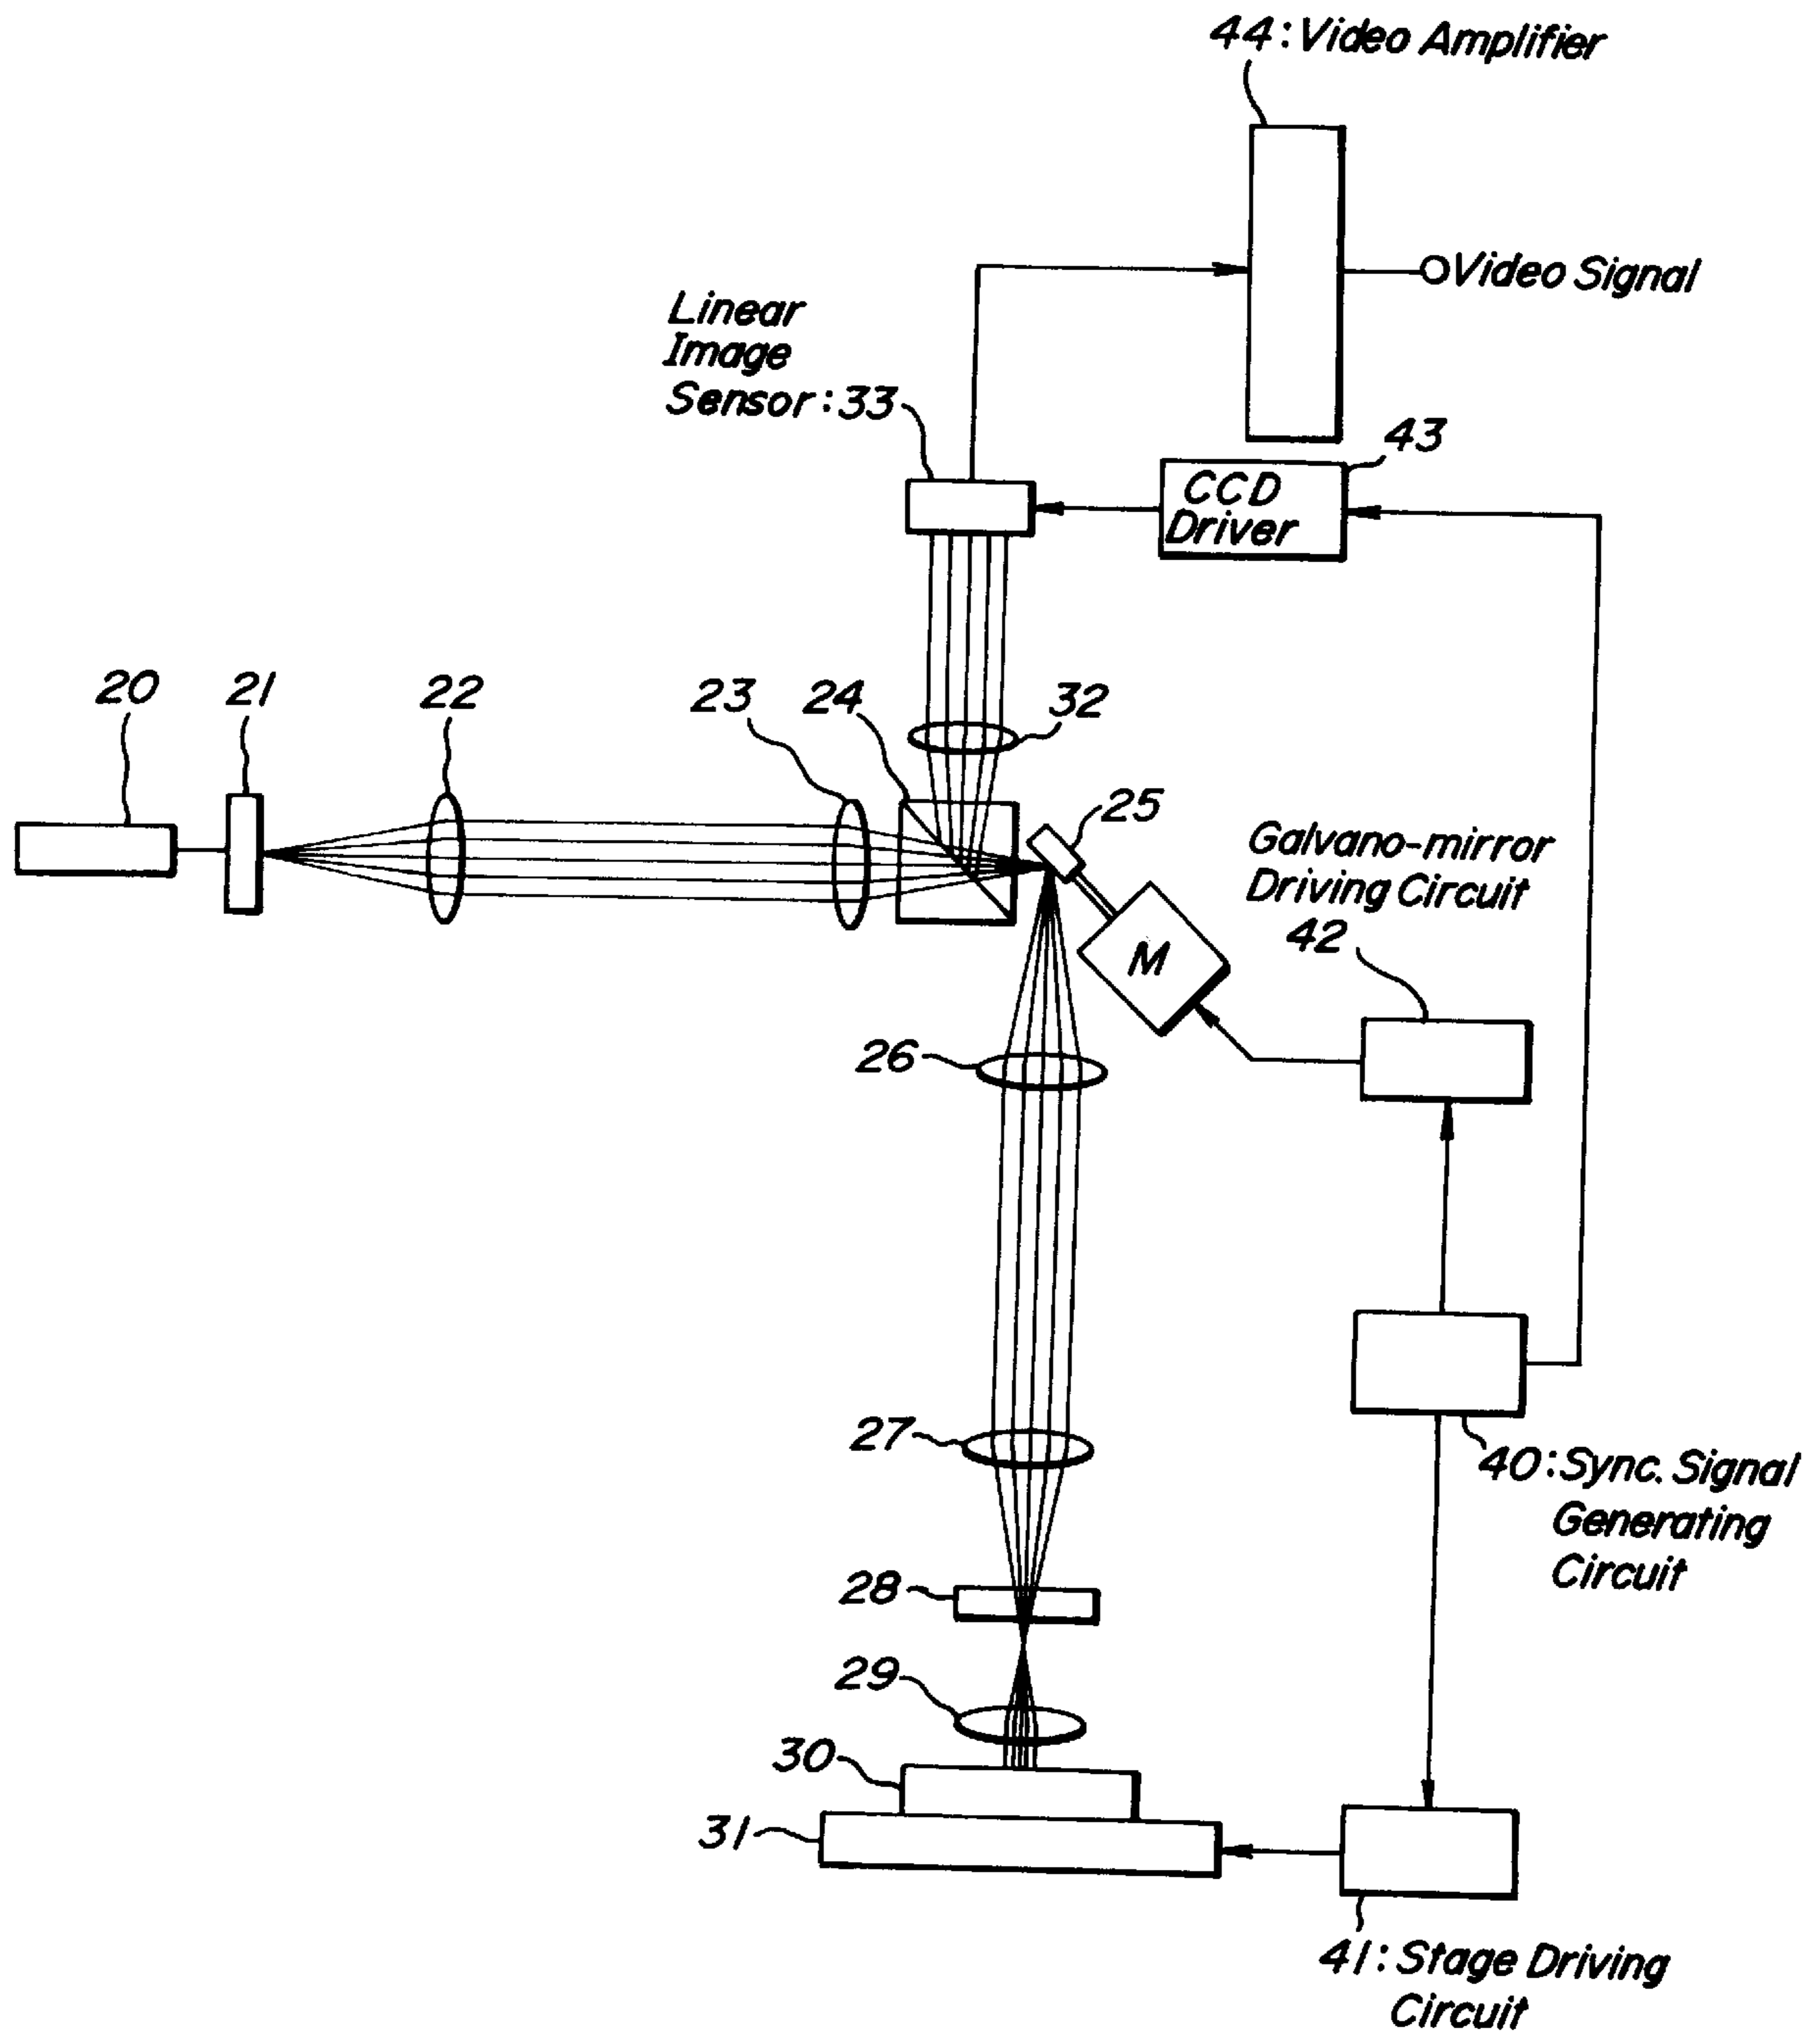 44:Video Amplifier
Video Signal
Linear
Image
Sensor:33
43
CCD
Driver
20
21
22
23
24
32
25
Galvano-mirror
Driving Circuit
42
M
26
27
40:Sync. Signal
Generating
Circuit
28
29
30
31
41:Stage Driving
Circuit